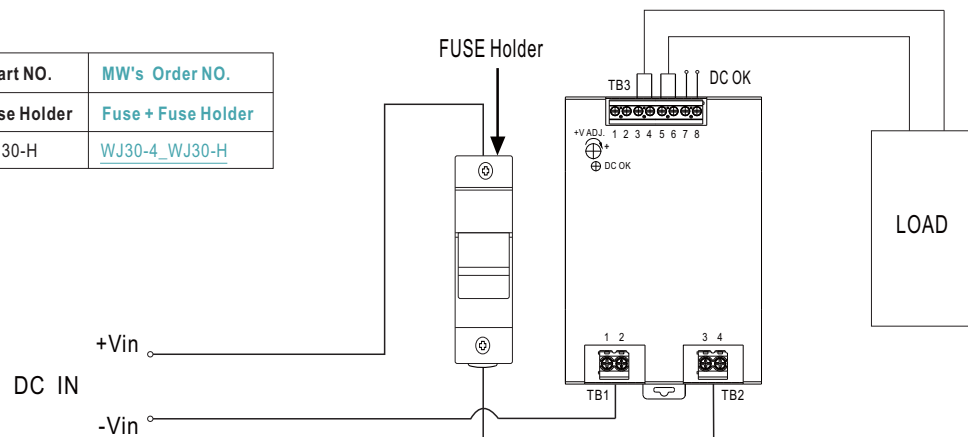 MW's Order NO.
Fuse + Fuse Holder
30-H WJ30-4_WJ30-H
FUSE Holder
TB3
DC OK
1 2 3 4 5 6 7 8
+V ADJ.
+
DC OK
LOAD
1 2
3 4
TB1
TB2
+Vin
DC IN
-Vin
NO.
Holder